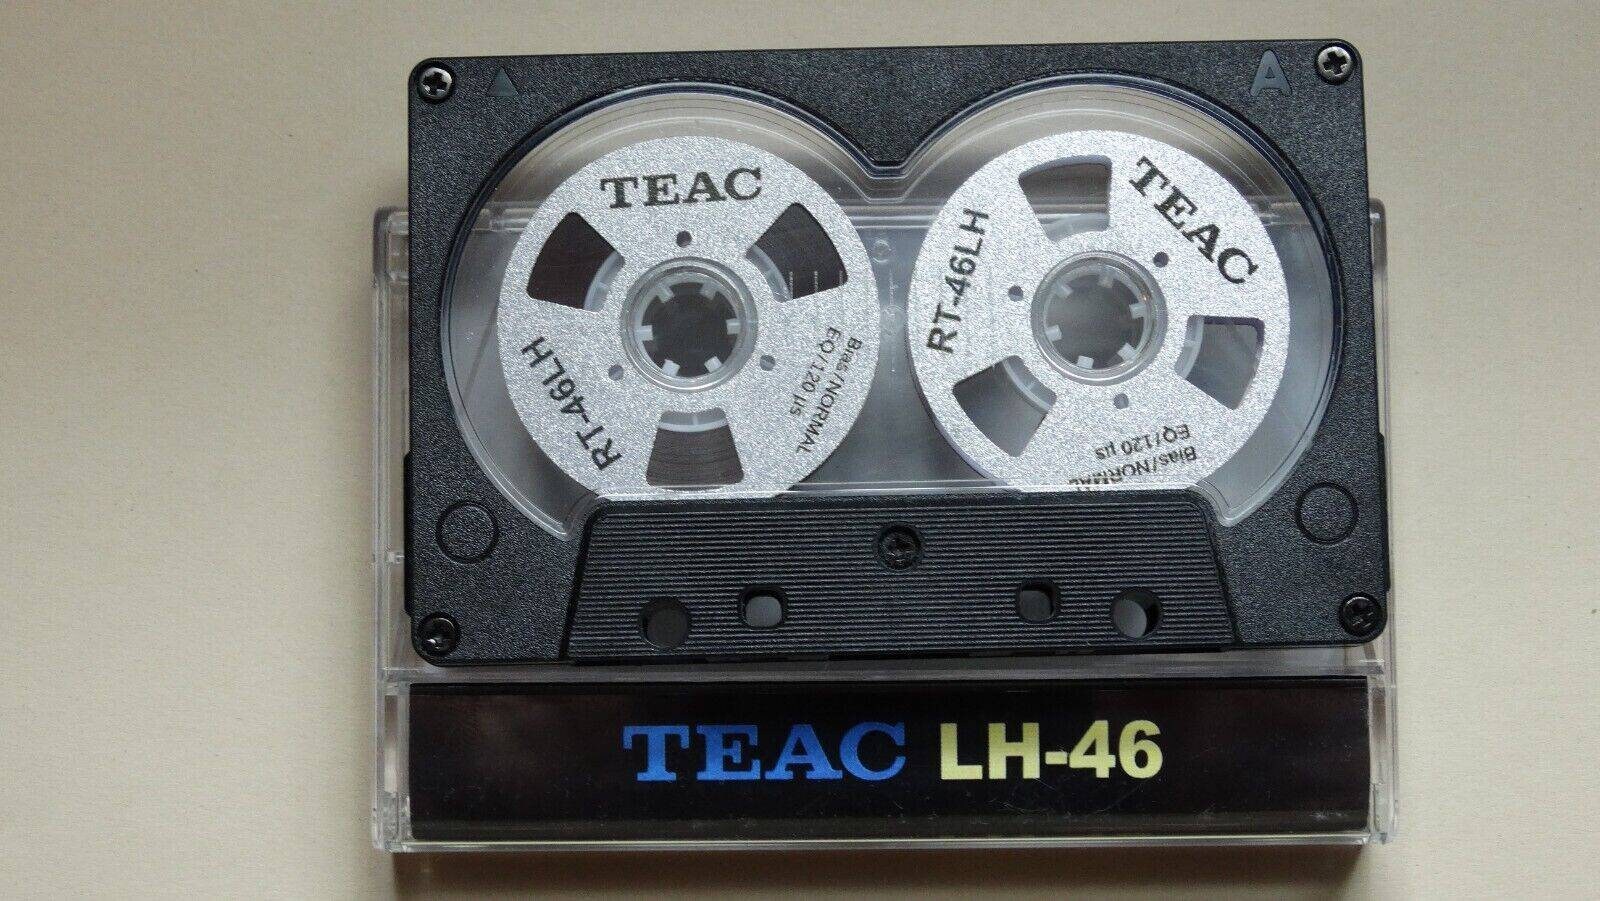 A
TEAC
RT-46LH
Bias/NORMAL
EQ/120 µs
TEAC
RT-46LH
Bias/NORMAL
EQ/120 µs
TEAC LH-46